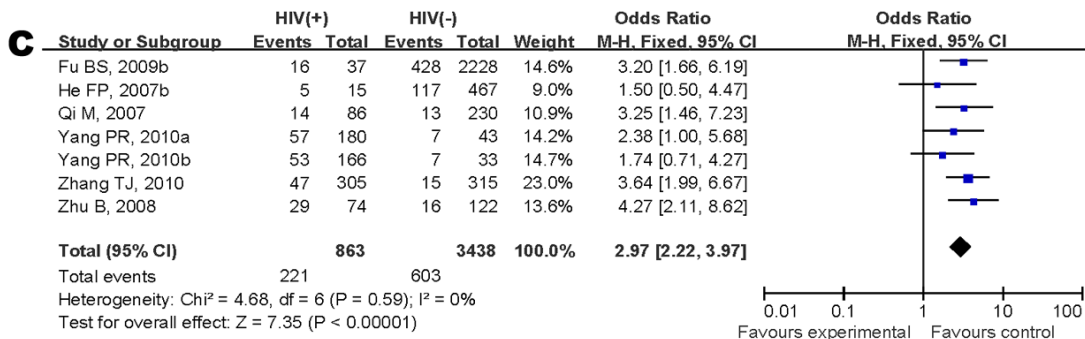 C
HIV(+) HIV(-) Odds Ratio Odds Ratio
Study or Subgroup Events Total Events Total Weight M-H, Fixed, 95% CI M-H, Fixed, 95% CI
Fu BS, 2009b 16 37 428 2228 14.6% 3.20 [1.66, 6.19]
He FP, 2007b 5 15 117 467 9.0% 1.50 [0.50, 4.47]
Qi M, 2007 14 86 13 230 10.9% 3.25 [1.46, 7.23]
Yang PR, 2010a 57 180 7 43 14.2% 2.38 [1.00, 5.68]
Yang PR, 2010b 53 166 7 33 14.7% 1.74 [0.71, 4.27]
Zhang TJ, 2010 47 305 15 315 23.0% 3.64 [1.99, 6.67]
Zhu B, 2008 29 74 16 122 13.6% 4.27 [2.11, 8.62]
Total (95% CI) 863 3438 100.0% 2.97 [2.22, 3.97]
Total events 221 603
Heterogeneity: Chi² = 4.68, df = 6 (P = 0.59); I² = 0%
Test for overall effect: Z = 7.35 (P < 0.00001)
0.01 0.1 1 10 100
Favours experimental Favours control